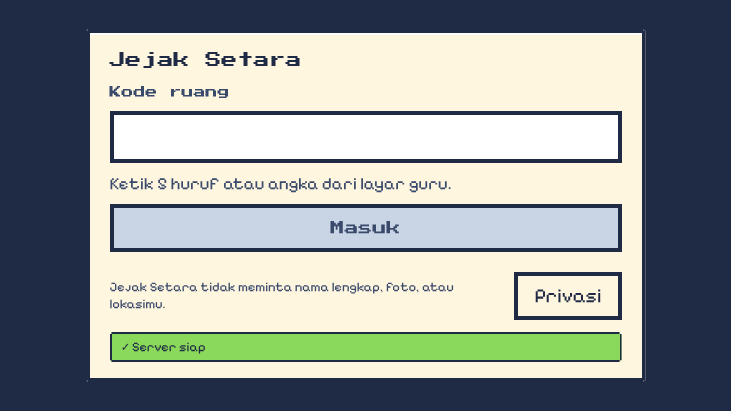 Jejak Setara
Kode ruang
Ketik 8 huruf atau angka dari layar guru.
Masuk
Jejak Setara tidak meminta nama lengkap, foto, atau
lokasimu.
Privasi
✓ Server siap